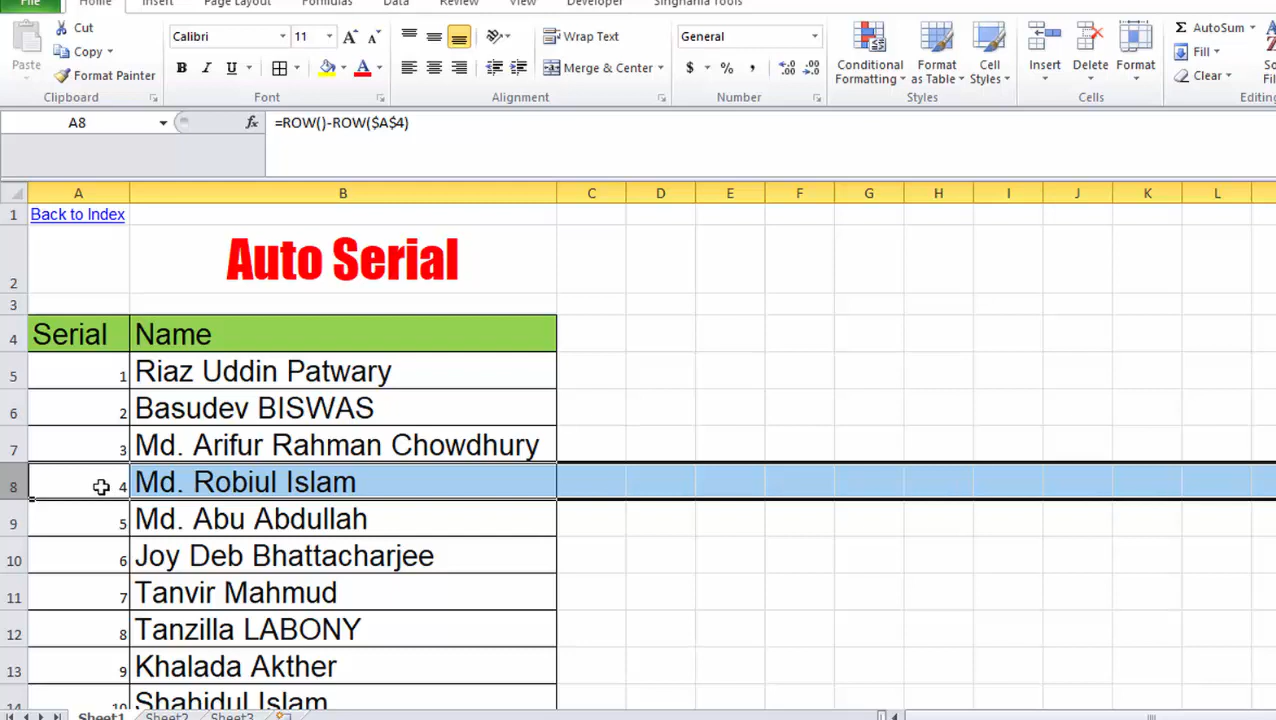 File Home Insert Page Layout Formulas Data Review View Developer Singhania Tools
Cut
Copy
Format Painter
Paste
Clipboard
Calibri 11
B I U
Font
Wrap Text
Merge & Center
Alignment
General
$ % ,
Number
Conditional Formatting
Format as Table
Cell Styles
Styles
Insert Delete Format
Cells
Σ AutoSum
Fill
Clear
Editing
A8 fx =ROW()-ROW($A$4)
A B C D E F G H I J K L
1 Back to Index
2 Auto Serial
3
4 Serial Name
5 1 Riaz Uddin Patwary
6 2 Basudev BISWAS
7 3 Md. Arifur Rahman Chowdhury
8 4 Md. Robiul Islam
9 5 Md. Abu Abdullah
10 6 Joy Deb Bhattacharjee
11 7 Tanvir Mahmud
12 8 Tanzilla LABONY
13 9 Khalada Akther
14 10 Shahidul Islam
Sheet1 Sheet2 Sheet3